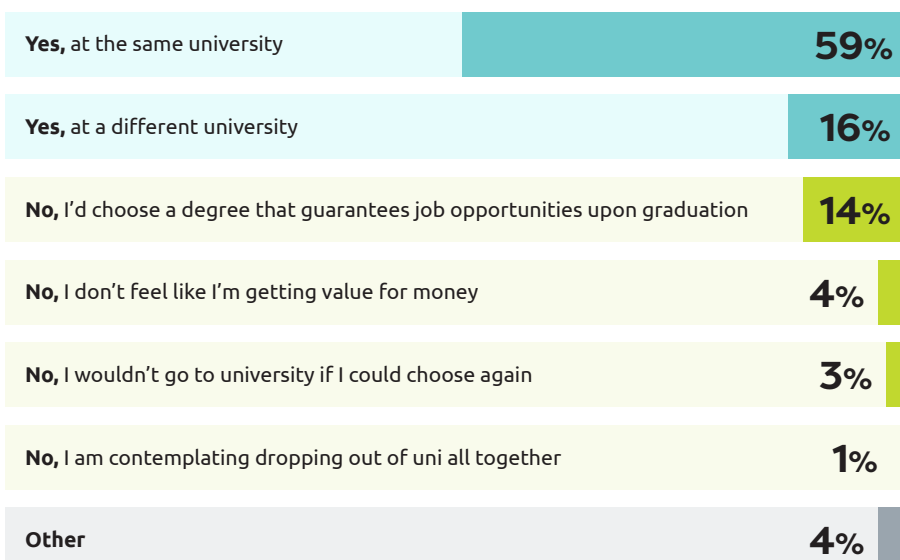 Yes, at the same university 59%
Yes, at a different university 16%
No, I’d choose a degree that guarantees job opportunities upon graduation 14%
No, I don’t feel like I’m getting value for money 4%
No, I wouldn’t go to university if I could choose again 3%
No, I am contemplating dropping out of uni all together 1%
Other 4%